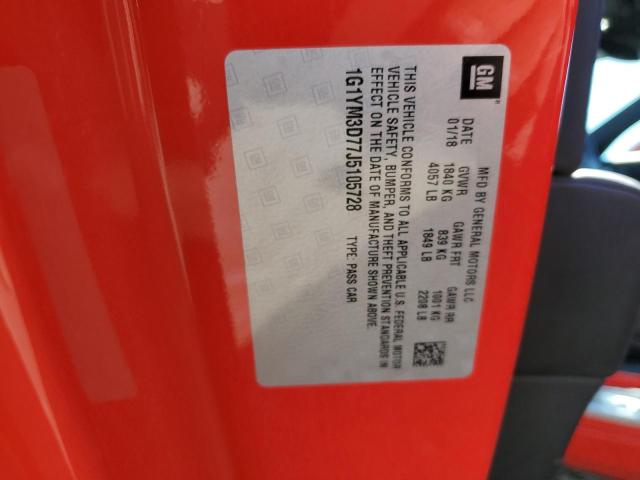 GM
MFD BY GENERAL MOTORS LLC
DATE GVWR GAWR FRT GAWR RR
01/18 1840 KG 839 KG 1001 KG
4057 LB 1849 LB 2208 LB
THIS VEHICLE CONFORMS TO ALL APPLICABLE U.S. FEDERAL MOTOR
VEHICLE SAFETY, BUMPER, AND THEFT PREVENTION STANDARDS IN
EFFECT ON THE DATE OF MANUFACTURE SHOWN ABOVE.
1G1YM3D77J5105728 TYPE: PASS CAR